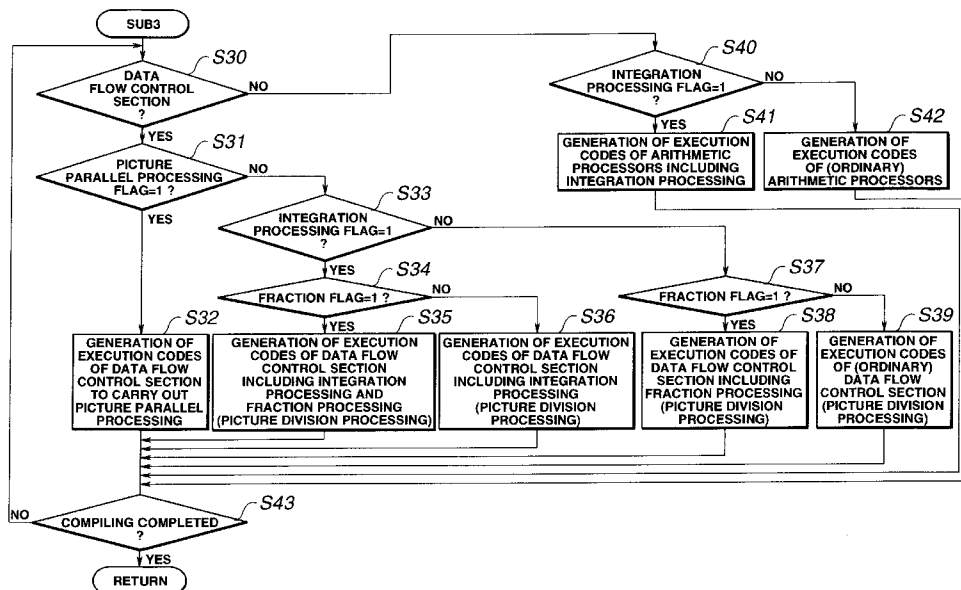 SUB3
S30
DATA
FLOW CONTROL
SECTION
?
NO
YES
S40
INTEGRATION
PROCESSING FLAG=1
?
NO
YES
S41
GENERATION OF EXECUTION
CODES OF ARITHMETIC
PROCESSORS INCLUDING
INTEGRATION PROCESSING
S42
GENERATION OF
EXECUTION CODES
OF (ORDINARY)
ARITHMETIC PROCESSORS
S31
PICTURE
PARALLEL PROCESSING
FLAG=1 ?
NO
YES
S33
INTEGRATION
PROCESSING FLAG=1
?
NO
YES
S34
FRACTION FLAG=1 ?
NO
YES
S37
FRACTION FLAG=1 ?
NO
YES
S32
GENERATION OF
EXECUTION CODES
OF DATA FLOW
CONTROL SECTION
TO CARRY OUT
PICTURE PARALLEL
PROCESSING
S35
GENERATION OF EXECUTION
CODES OF DATA FLOW
CONTROL SECTION
INCLUDING INTEGRATION
PROCESSING AND
FRACTION PROCESSING
(PICTURE DIVISION PROCESSING)
S36
GENERATION OF EXECUTION
CODES OF DATA FLOW
CONTROL SECTION
INCLUDING INTEGRATION
PROCESSING
(PICTURE DIVISION
PROCESSING)
S38
GENERATION OF
EXECUTION CODES OF
DATA FLOW CONTROL
SECTION INCLUDING
FRACTION PROCESSING
(PICTURE DIVISION
PROCESSING)
S39
GENERATION OF
EXECUTION CODES
OF (ORDINARY)
DATA FLOW
CONTROL SECTION
(PICTURE DIVISION
PROCESSING)
S43
COMPILING COMPLETED
?
NO
YES
RETURN